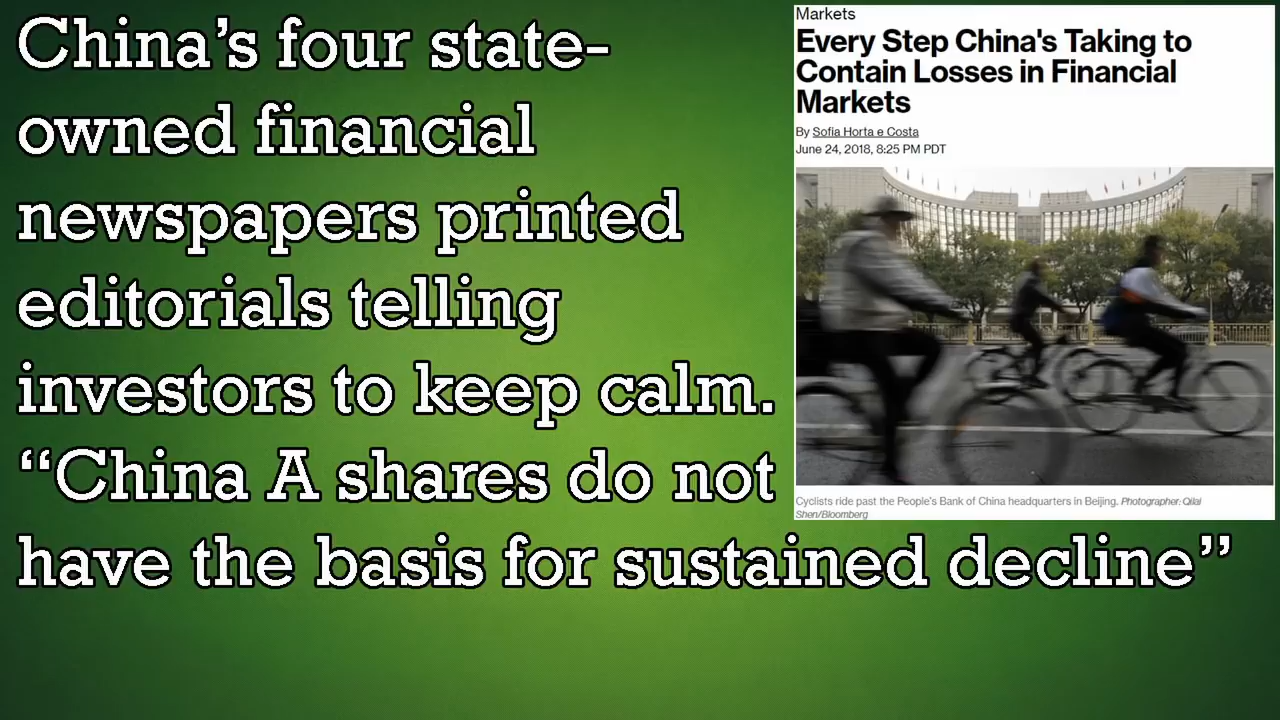 China’s four state-
owned financial
newspapers printed
editorials telling
investors to keep calm.
“China A shares do not
have the basis for sustained decline”
Markets
Every Step China's Taking to
Contain Losses in Financial
Markets
By Sofia Horta e Costa
June 24, 2018, 8:25 PM PDT
Cyclists ride past the People's Bank of China headquarters in Beijing. Photographer: Qilai
Shen/Bloomberg